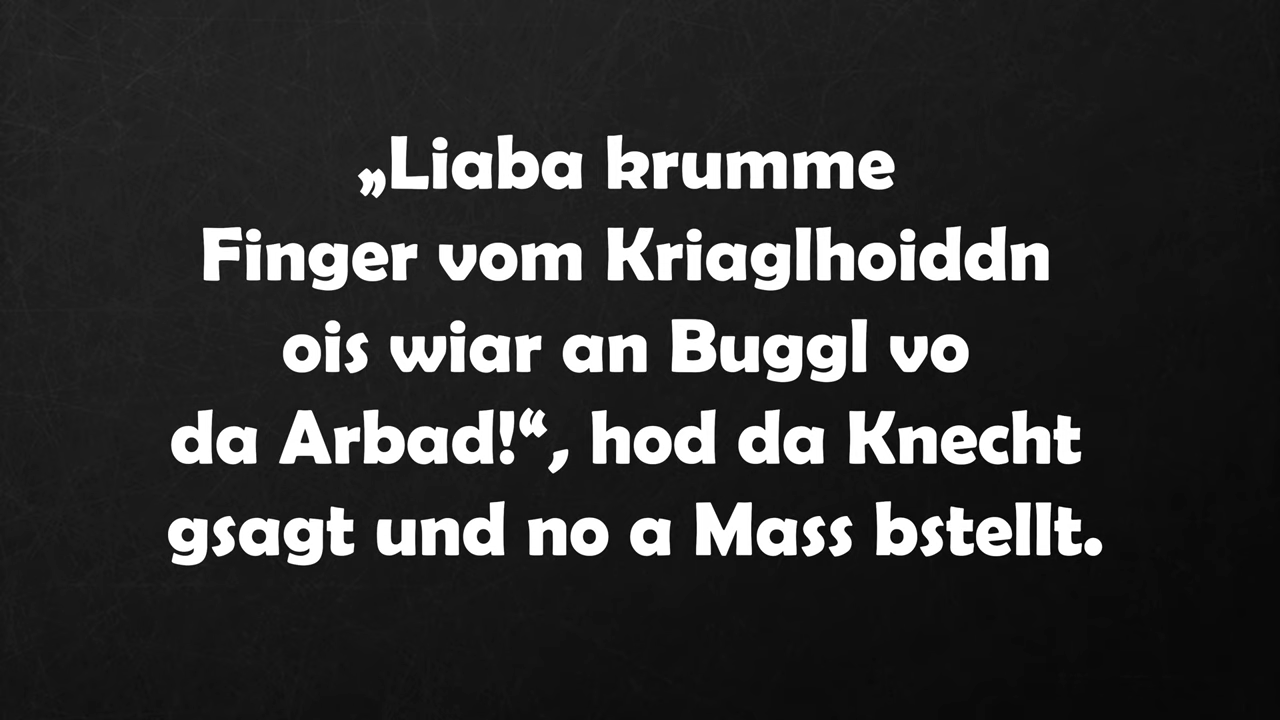 „Liaba krumme
Finger vom Kriaglhoiddn
ois wiar an Buggl vo
da Arbad!“, hod da Knecht
gsagt und no a Mass bstellt.